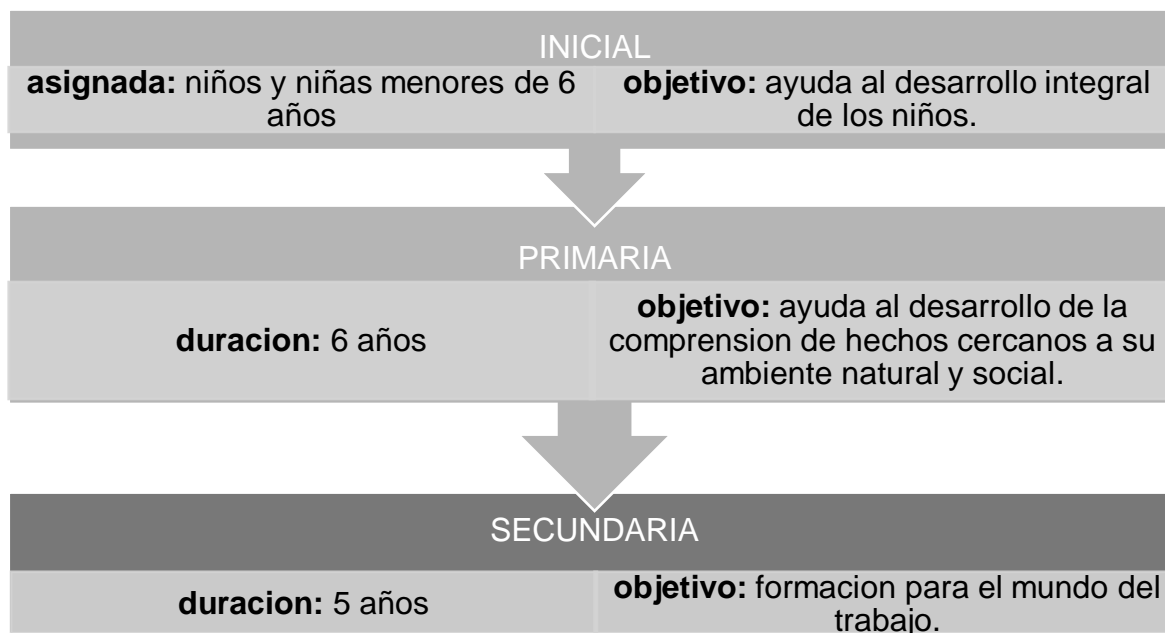 INICIAL
asignada: niños y niñas menores de 6
años
objetivo: ayuda al desarrollo integral
de los niños.
PRIMARIA
duracion: 6 años
objetivo: ayuda al desarrollo de la
comprension de hechos cercanos a su
ambiente natural y social.
SECUNDARIA
duracion: 5 años
objetivo: formacion para el mundo del
trabajo.